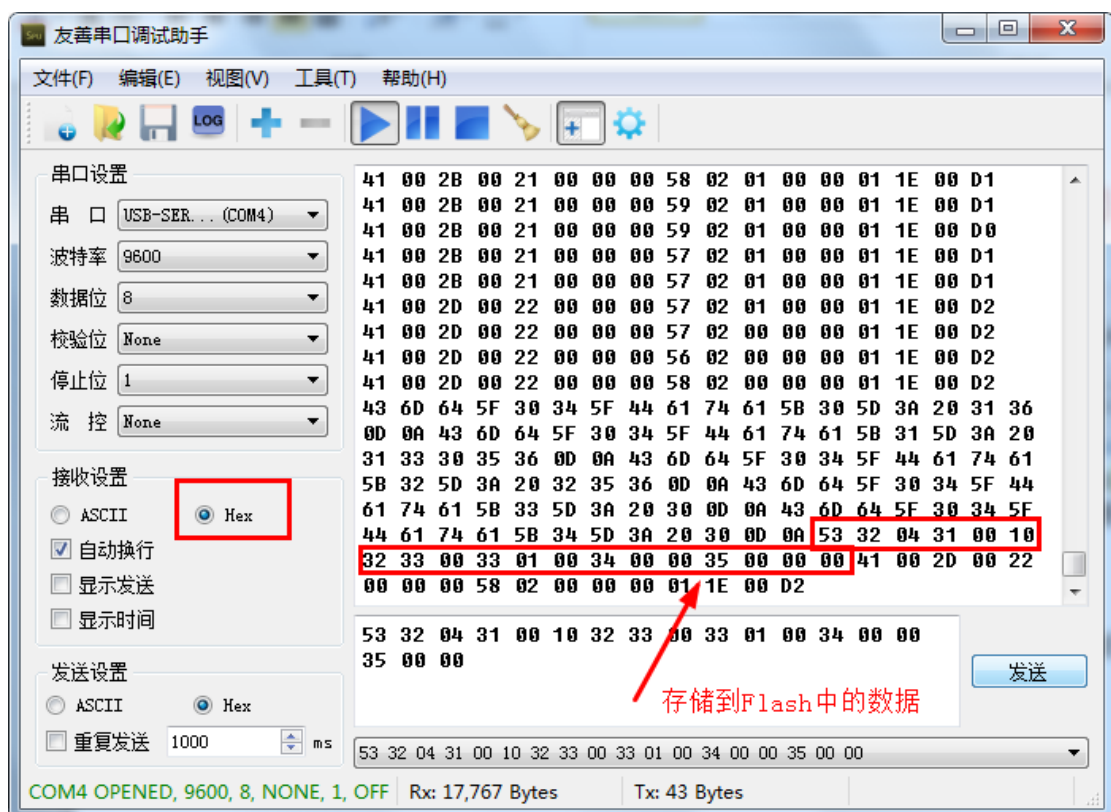 友善串口调试助手
文件(F) 编辑(E) 视图(V) 工具(T) 帮助(H)
LOG
串口设置
串 口 USB-SER... (COM4)
波特率 9600
数据位 8
校验位 None
停止位 1
流 控 None
接收设置
ASCII Hex
自动换行
显示发送
显示时间
发送设置
ASCII Hex
重复发送 1000 ms
41 00 2B 00 21 00 00 00 58 02 01 00 00 01 1E 00 D1
41 00 2B 00 21 00 00 00 59 02 01 00 00 01 1E 00 D1
41 00 2B 00 21 00 00 00 59 02 01 00 00 01 1E 00 D0
41 00 2B 00 21 00 00 00 57 02 01 00 00 01 1E 00 D1
41 00 2B 00 21 00 00 00 57 02 01 00 00 01 1E 00 D1
41 00 2D 00 22 00 00 00 57 02 01 00 00 01 1E 00 D2
41 00 2D 00 22 00 00 00 57 02 00 00 00 01 1E 00 D2
41 00 2D 00 22 00 00 00 56 02 00 00 00 01 1E 00 D2
41 00 2D 00 22 00 00 00 58 02 00 00 00 01 1E 00 D2
43 6D 64 5F 30 34 5F 44 61 74 61 5B 30 5D 3A 20 31 36
0D 0A 43 6D 64 5F 30 34 5F 44 61 74 61 5B 31 5D 3A 20
31 33 30 35 36 0D 0A 43 6D 64 5F 30 34 5F 44 61 74 61
5B 32 5D 3A 20 32 35 36 0D 0A 43 6D 64 5F 30 34 5F 44
61 74 61 5B 33 5D 3A 20 30 0D 0A 43 6D 64 5F 30 34 5F
44 61 74 61 5B 34 5D 3A 20 30 0D 0A 53 32 04 31 00 10
32 33 00 33 01 00 34 00 00 35 00 00 00 41 00 2D 00 22
00 00 00 58 02 00 00 00 01 1E 00 D2
53 32 04 31 00 10 32 33 00 33 01 00 34 00 00
35 00 00
存储到Flash中的数据
发送
53 32 04 31 00 10 32 33 00 33 01 00 34 00 00 35 00 00
COM4 OPENED, 9600, 8, NONE, 1, OFF Rx: 17,767 Bytes Tx: 43 Bytes